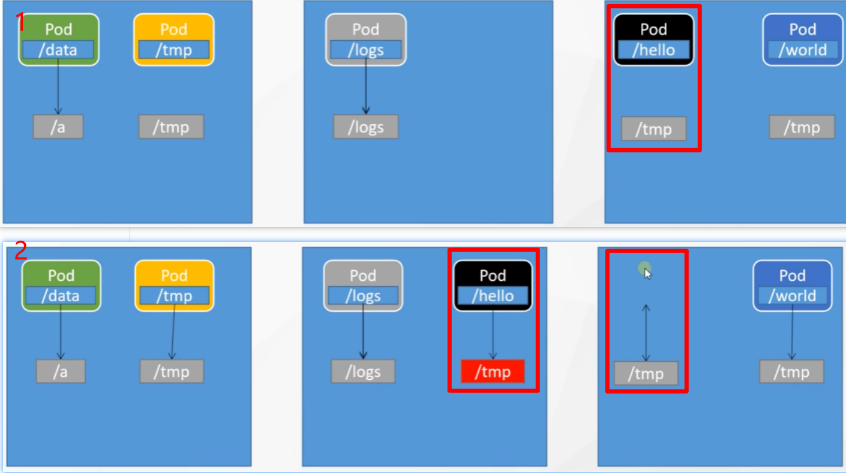 1
Pod
/data
Pod
/tmp
Pod
/logs
Pod
/hello
Pod
/world
/a
/tmp
/logs
/tmp
/tmp
2
Pod
/data
Pod
/tmp
Pod
/logs
Pod
/hello
Pod
/world
/a
/tmp
/logs
/tmp
/tmp
/tmp